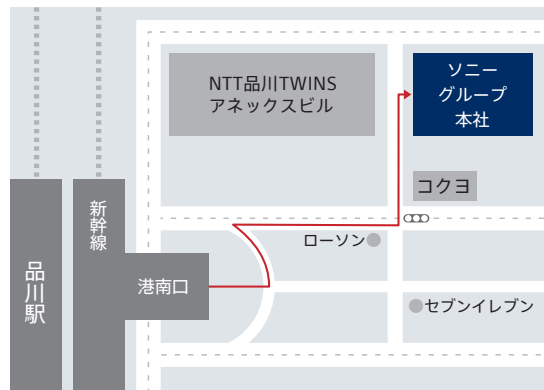 NTT品川TWINS
アネックスビル
ソニー
グループ
本社
コクヨ
新幹線
ローソン
品川駅
港南口
セブンイレブン